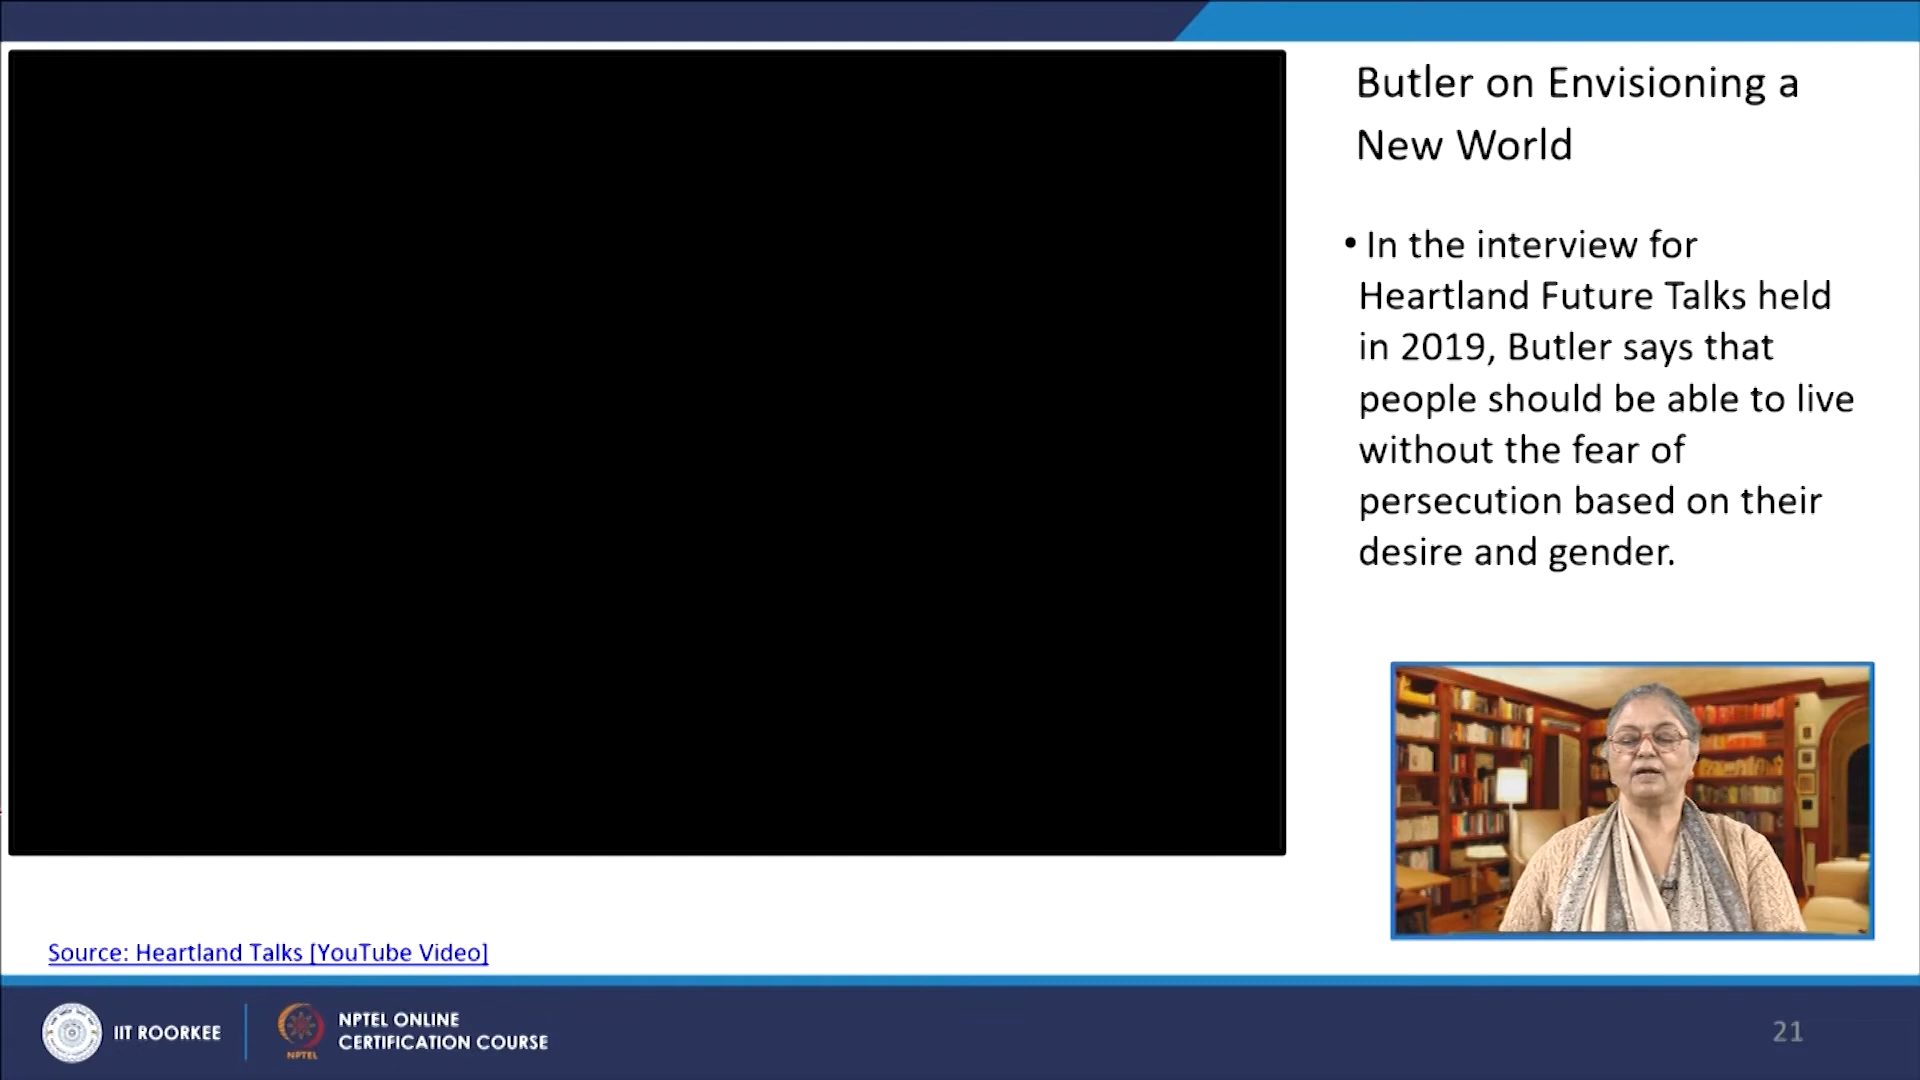 Butler on Envisioning a
New World
• In the interview for
Heartland Future Talks held
in 2019, Butler says that
people should be able to live
without the fear of
persecution based on their
desire and gender.
Source: Heartland Talks [YouTube Video]
IIT ROORKEE
NPTEL
NPTEL ONLINE
CERTIFICATION COURSE
21